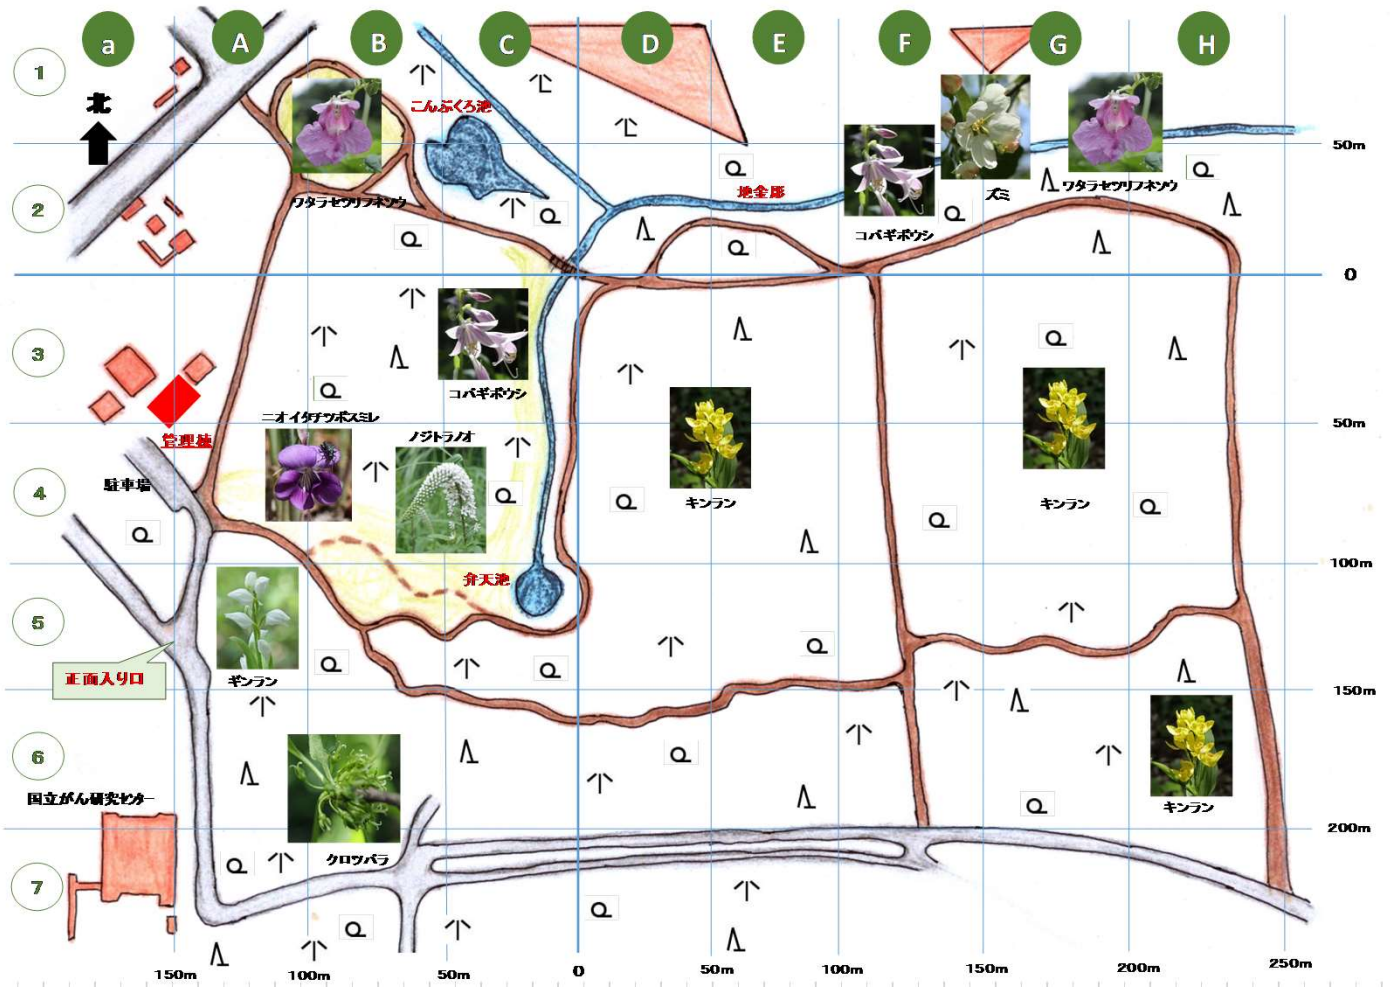 a A B C D E F G H
1
北
こんぶくろ池
50m
2
地金堀
ワタラセツリフネソウ
ズミ
ワタラセツリフネソウ
コバギボウシ
0
3
コバギボウシ
ニオイタチツボスミレ
50m
管理棟
ノジトラノオ
駐車場
4
キンラン
キンラン
100m
弁天池
5
正面入り口
ギンラン
150m
6
国立がん研究センター
キンラン
200m
クロツバラ
7
150m 100m 50m 0 50m 100m 150m 200m 250m